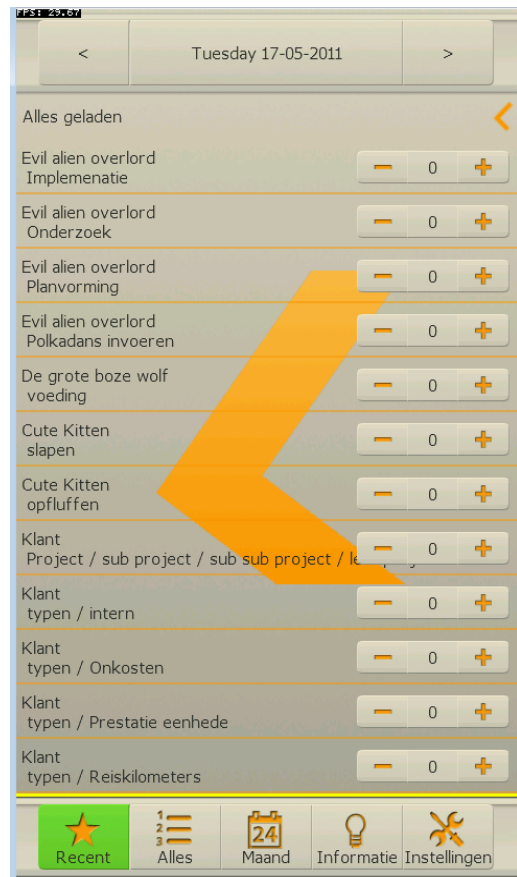 FPS: 29.67
< Tuesday 17-05-2011 >
Alles geladen
Evil alien overlord
Implemenatie
0
Evil alien overlord
Onderzoek
0
Evil alien overlord
Planvorming
0
Evil alien overlord
Polkadans invoeren
0
De grote boze wolf
voeding
0
Cute Kitten
slapen
0
Cute Kitten
opfluffen
0
Klant
Project / sub project / sub sub project /
0
Klant
typen / intern
0
Klant
typen / Onkosten
0
Klant
typen / Prestatie eenhede
0
Klant
typen / Reiskilometers
0
1
2
3
24
Recent Alles Maand Informatie Instellingen